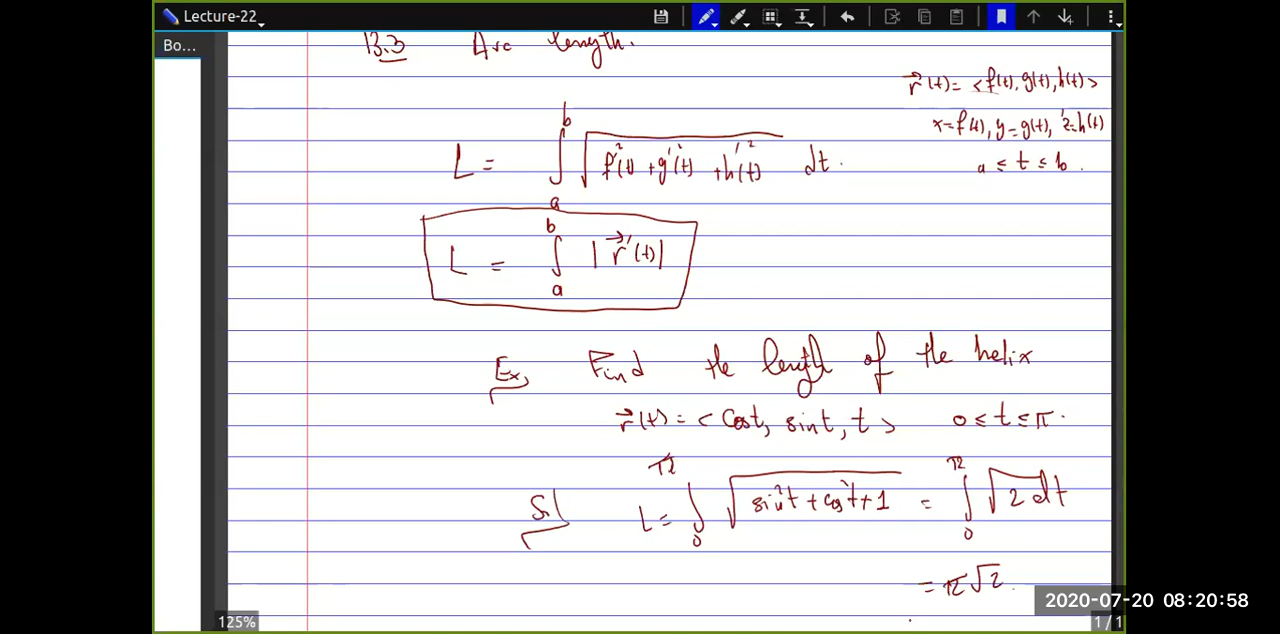 Lecture-22
Bo...
13.3 Arc length.
r⃗(t)= <f(t), g(t), h(t)>
x=f(t), y=g(t), z=h(t)
a ≤ t ≤ b.
L = ∫_a^b √(f'²(t) + g'²(t) + h'²(t)) dt.
L = ∫_a^b |r⃗'(t)|
Ex, Find the length of the helix
r⃗(t) = <cost, sint, t> 0 ≤ t ≤ π.
Sol L = ∫_0^π √(sin²t + cos²t + 1) = ∫_0^π √2 dt
= π√2.
2020-07-20 08:20:58
125%
1 / 1